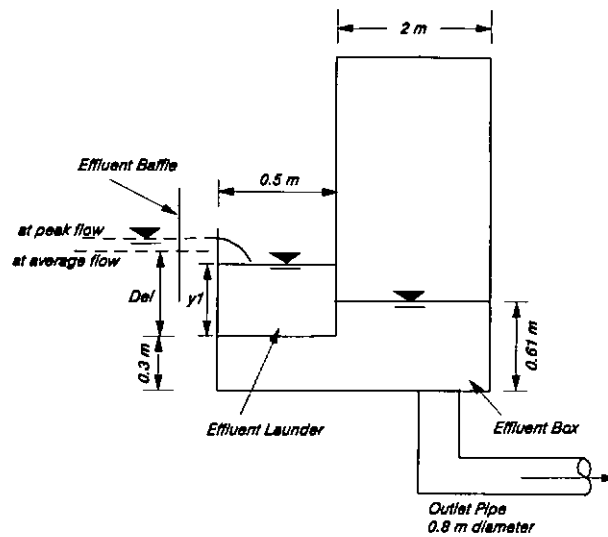 2 m
Effluent Baffle
0.5 m
at peak flow
at average flow
Del
y1
0.3 m
0.61 m
Effluent Launder
Effluent Box
Outlet Pipe
0.8 m diameter